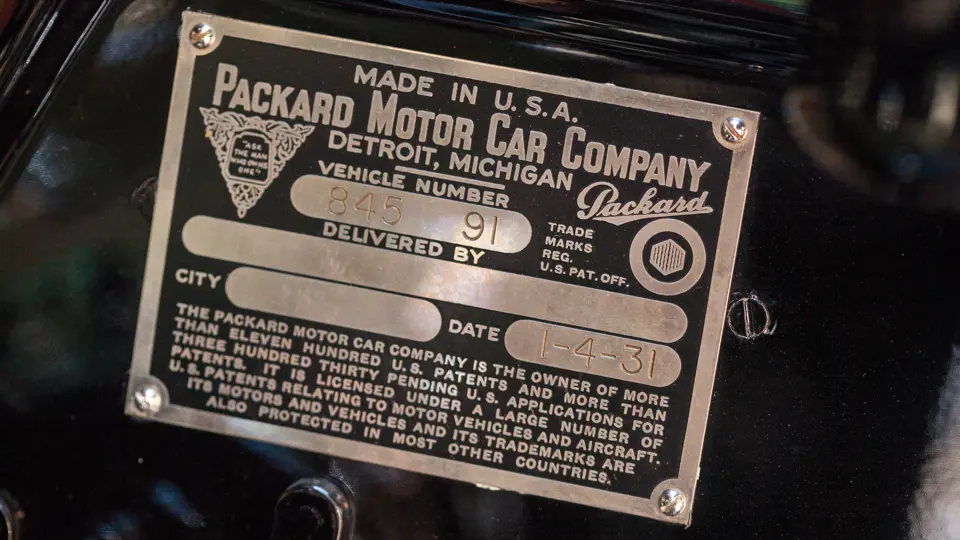 MADE IN U.S.A.
PACKARD MOTOR CAR COMPANY
DETROIT, MICHIGAN
"ASK
THE MAN
WHO OWNS
ONE"
VEHICLE NUMBER
845 91
Packard
TRADE
MARKS
REG.
U.S. PAT. OFF.
DELIVERED BY
CITY
DATE 1-4-31
THE PACKARD MOTOR CAR COMPANY IS THE OWNER OF MORE
THAN ELEVEN HUNDRED U.S. PATENTS AND MORE THAN
THREE HUNDRED THIRTY PENDING U.S. APPLICATIONS FOR
PATENTS. IT IS LICENSED UNDER A LARGE NUMBER OF
U.S. PATENTS RELATING TO MOTOR VEHICLES AND AIRCRAFT.
ITS MOTORS AND VEHICLES AND ITS TRADEMARKS ARE
ALSO PROTECTED IN MOST OTHER COUNTRIES.